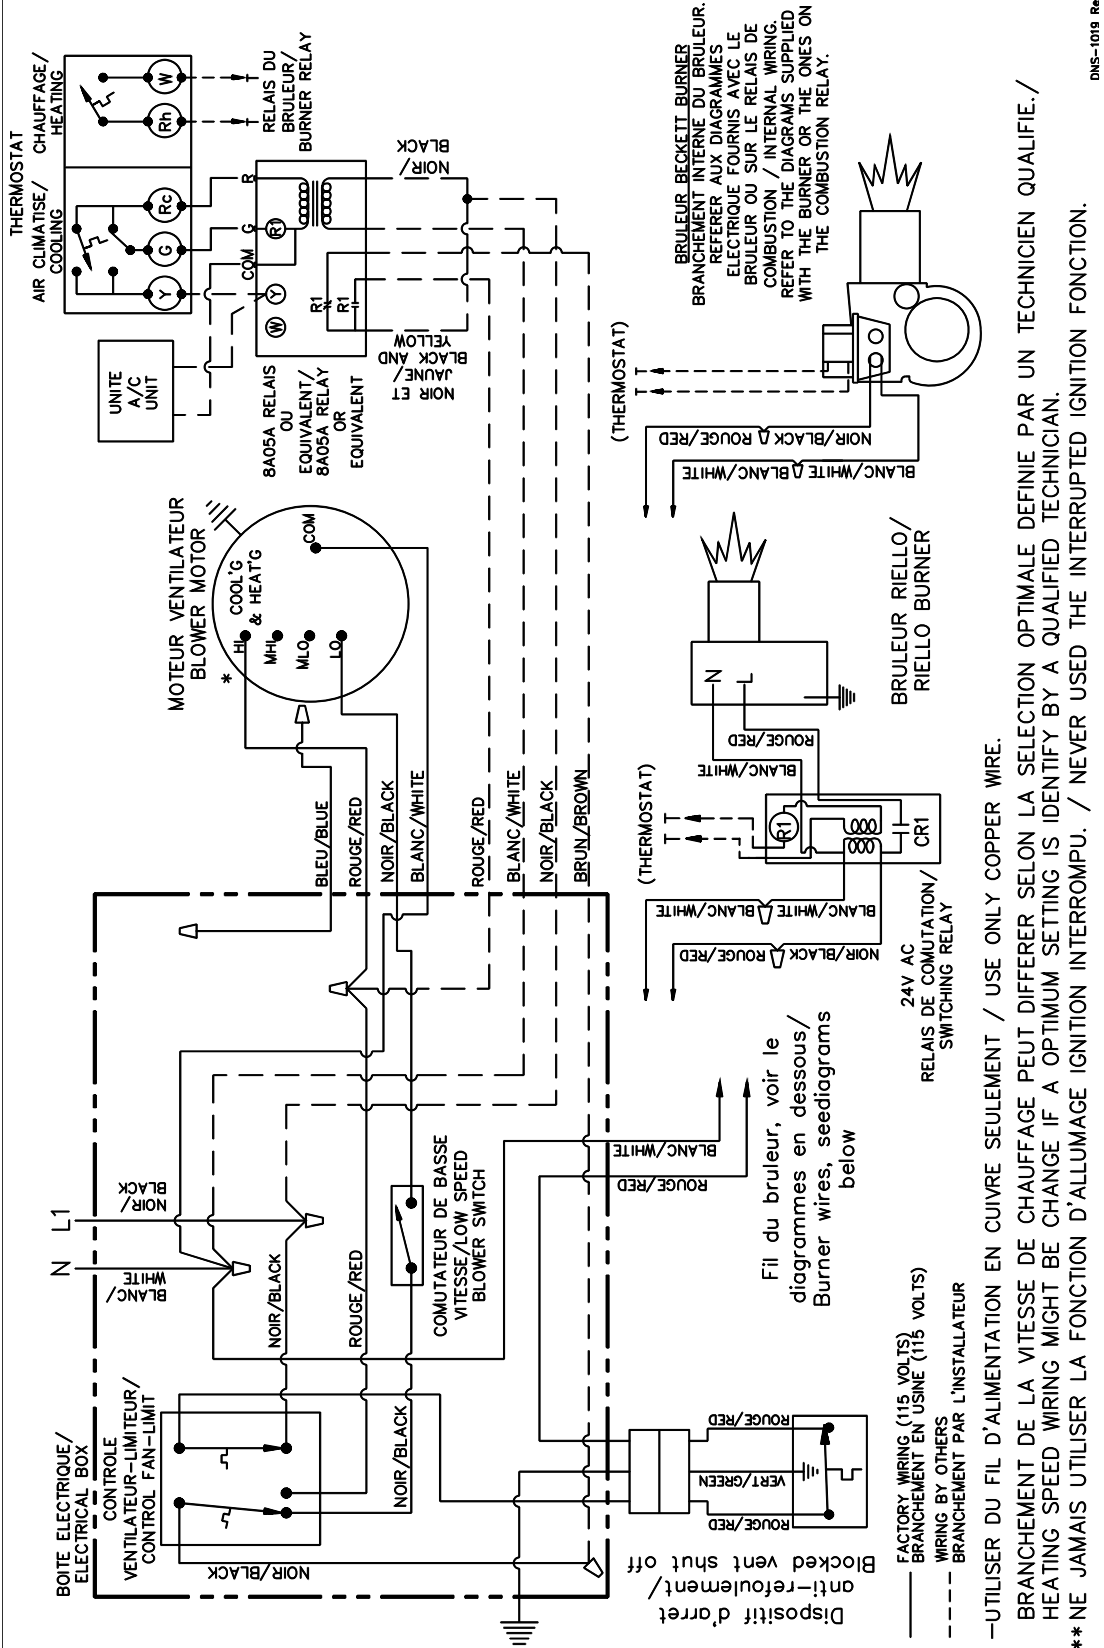 THERMOSTAT
AIR CLIMATISE/
COOLING
CHAUFFAGE/
HEATING
Y
G
Rc
Rh
W
RELAIS DU
BRULEUR/
BURNER RELAY
UNITE
A/C
UNIT
COM
G
R
W
Y
R1
R1
R1
8A05A RELAIS
OU
EQUIVALENT/
8A05A RELAY
OR
EQUIVALENT
NOIR/
BLACK
NOIR ET
JAUNE/
BLACK AND
YELLOW
MOTEUR VENTILATEUR
BLOWER MOTOR
*
HI
MHI
MLO
LO
COOL'G
& HEAT'G
COM
BLEU/BLUE
ROUGE/RED
NOIR/BLACK
BLANC/WHITE
ROUGE/RED
BLANC/WHITE
NOIR/BLACK
BRUN/BROWN
N
L1
BLANC/
WHITE
NOIR/
BLACK
BOITE ELECTRIQUE/
ELECTRICAL BOX
CONTROLE
VENTILATEUR-LIMITEUR/
CONTROL FAN-LIMIT
NOIR/BLACK
NOIR/BLACK
ROUGE/RED
NOIR/BLACK
COMUTATEUR DE BASSE
VITESSE/LOW SPEED
BLOWER SWITCH
BLANC/WHITE
ROUGE/RED
Fil du bruleur, voir le
diagrammes en dessous/
Burner wires, seediagrams
below
Dispositif d'arret
anti-refoulement/
Blocked vent shut off
ROUGE/RED
VERT/GREEN
ROUGE/RED
BRULEUR BECKETT BURNER
BRANCHEMENT INTERNE DU BRULEUR.
REFERER AUX DIAGRAMMES
ELECTRIQUE FOURNIS AVEC LE
BRULEUR OU SUR LE RELAIS DE
COMBUSTION / INTERNAL WIRING.
REFER TO THE DIAGRAMS SUPPLIED
WITH THE BURNER OR THE ONES ON
THE COMBUSTION RELAY.
(THERMOSTAT)
NOIR/BLACK
ROUGE/RED
BLANC/WHITE
BLANC/WHITE
BRULEUR RIELLO/
RIELLO BURNER
N
L
ROUGE/RED
BLANC/WHITE
(THERMOSTAT)
R1
CR1
BLANC/WHITE
BLANC/WHITE
ROUGE/RED
NOIR/BLACK
24V AC
RELAIS DE COMUTATION/
SWITCHING RELAY
FACTORY WIRING (115 VOLTS)
BRANCHEMENT EN USINE (115 VOLTS)
WIRING BY OTHERS
BRANCHEMENT PAR L'INSTALLATEUR
-UTILISER DU FIL D'ALIMENTATION EN CUIVRE SEULEMENT / USE ONLY COPPER WIRE.
BRANCHEMENT DE LA VITESSE DE CHAUFFAGE PEUT DIFFERER SELON LA SELECTION OPTIMALE DEFINIE PAR UN TECHNICIEN QUALIFIE./
HEATING SPEED WIRING MIGHT BE CHANGE IF A OPTIMUM SETTING IS IDENTIFY BY A QUALIFIED TECHNICIAN.
**NE JAMAIS UTILISER LA FONCTION D'ALLUMAGE IGNITION INTERROMPU. / NEVER USED THE INTERRUPTED IGNITION FONCTION.
DNS-1019 Re